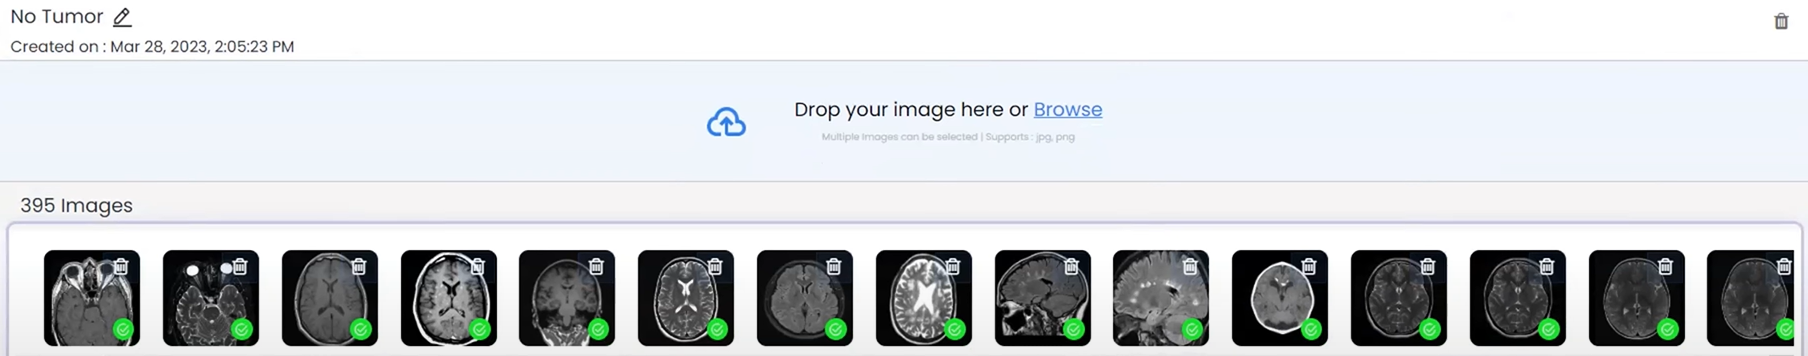 No Tumor
Created on : Mar 28, 2023, 2:05:23 PM
Drop your image here or Browse
Multiple Images can be selected | Supports : jpg, png
395 Images